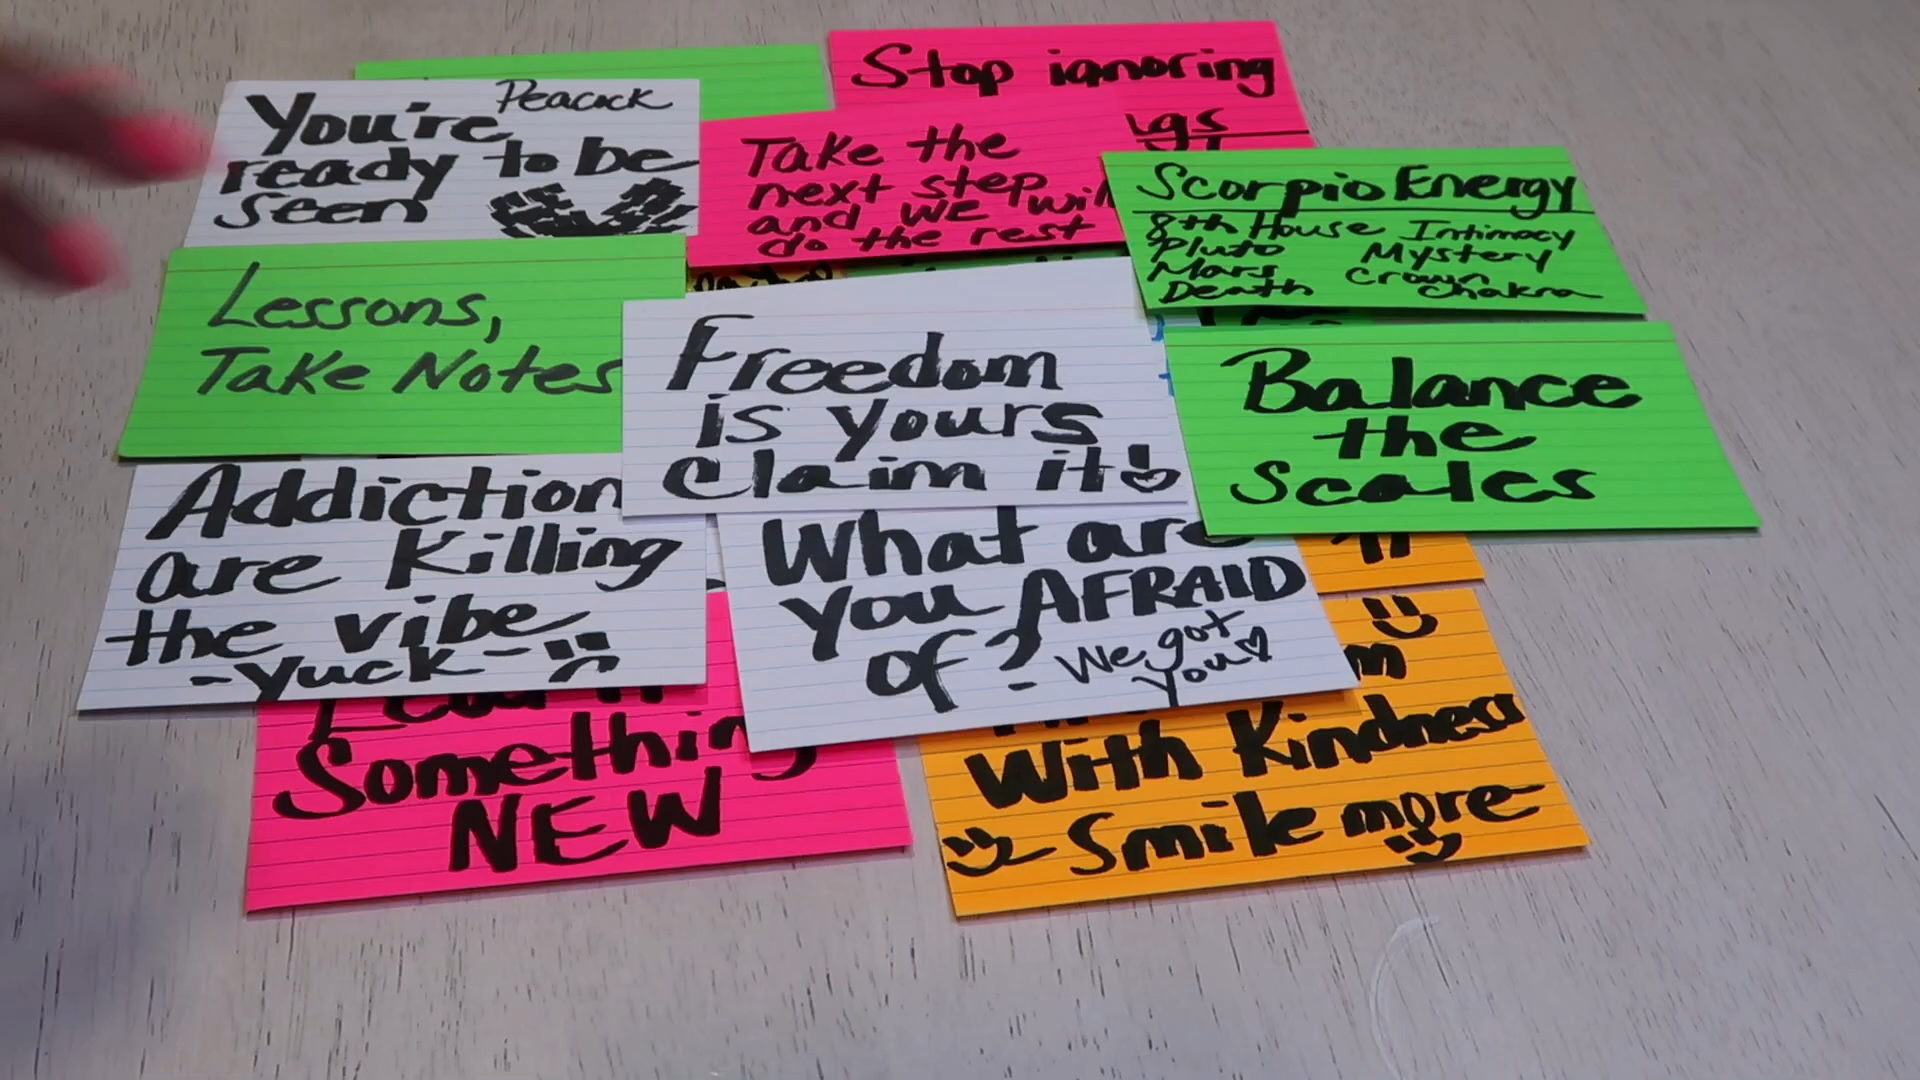 Peacock
You're
ready to be
seen
Stop ignoring
Take the
next step
and we will
do the rest
Scorpio Energy
8th House Intimacy
Pluto Mystery
Mars Crown
Death Chakra
Lessons,
Take Notes
Freedom
is yours
Claim it!
Balance
the
Scales
Addiction
are Killing
the vibe
- Yuck -
What are
you AFRAID
of?
- We got
you
Something
NEW
With Kindness
Smile more